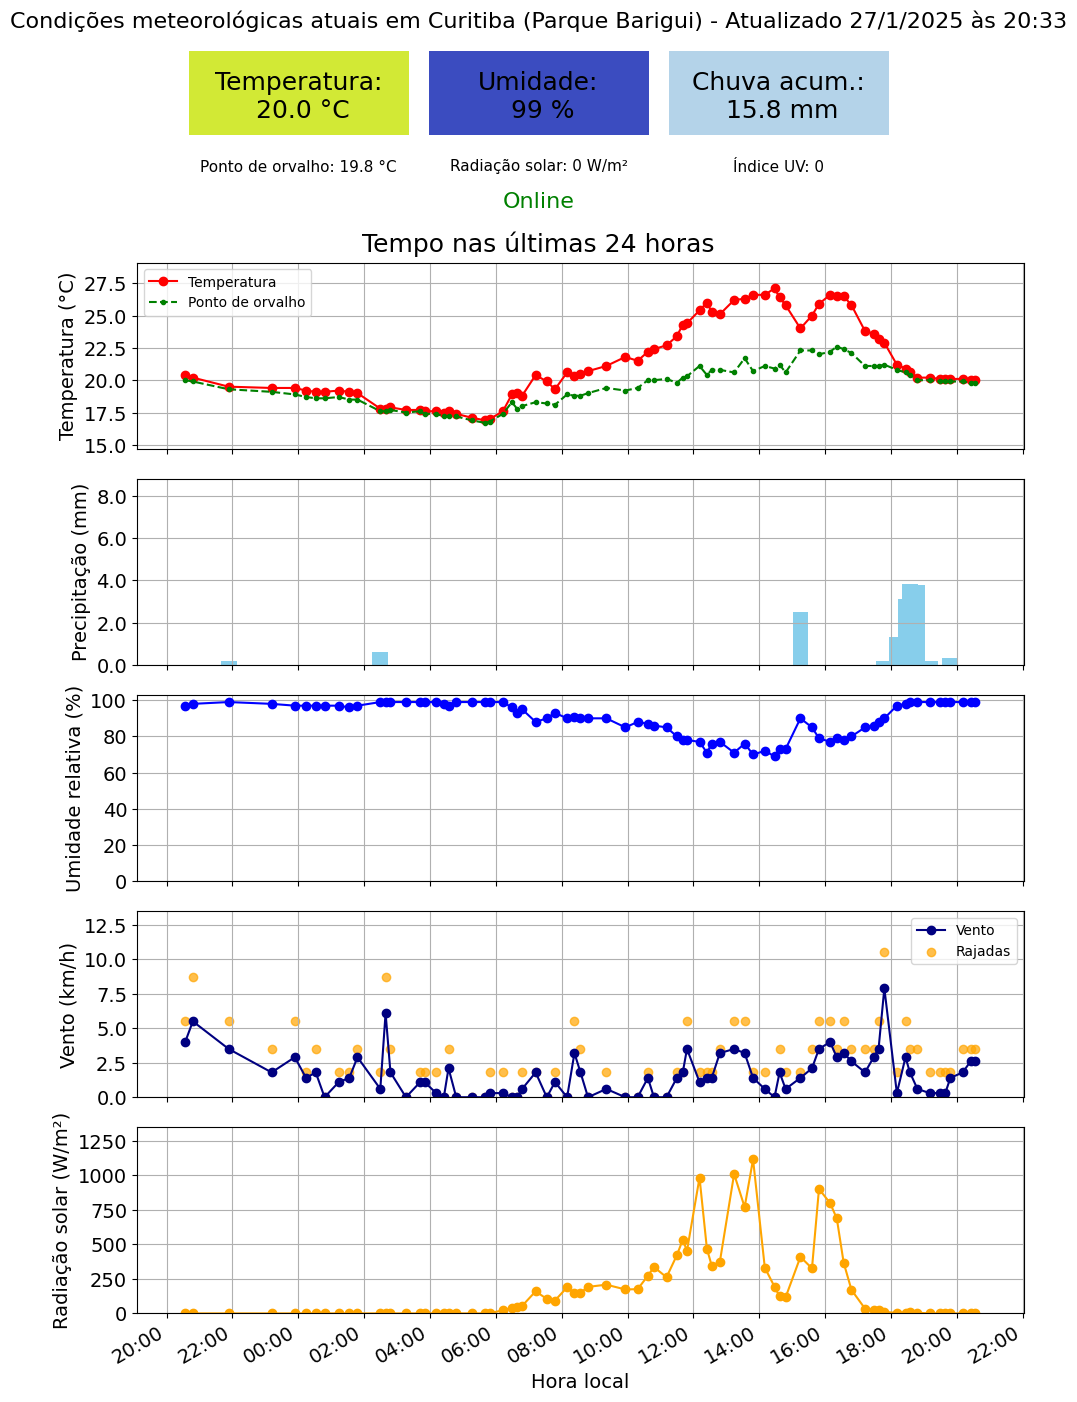 Condições meteorológicas atuais em Curitiba (Parque Barigui) - Atualizado 27/1/2025 às 20:33
Temperatura:
20.0 °C
Umidade:
99 %
Chuva acum.:
15.8 mm
Ponto de orvalho: 19.8 °C
Radiação solar: 0 W/m²
Índice UV: 0
Online
Tempo nas últimas 24 horas
Temperatura (°C)
27.5
25.0
22.5
20.0
17.5
15.0
Temperatura
Ponto de orvalho
Precipitação (mm)
8.0
6.0
4.0
2.0
0.0
Umidade relativa (%)
100
80
60
40
20
0
Vento (km/h)
12.5
10.0
7.5
5.0
2.5
0.0
Vento
Rajadas
Radiação solar (W/m²)
1250
1000
750
500
250
0
20:00
22:00
00:00
02:00
04:00
06:00
08:00
10:00
12:00
14:00
16:00
18:00
20:00
22:00
Hora local